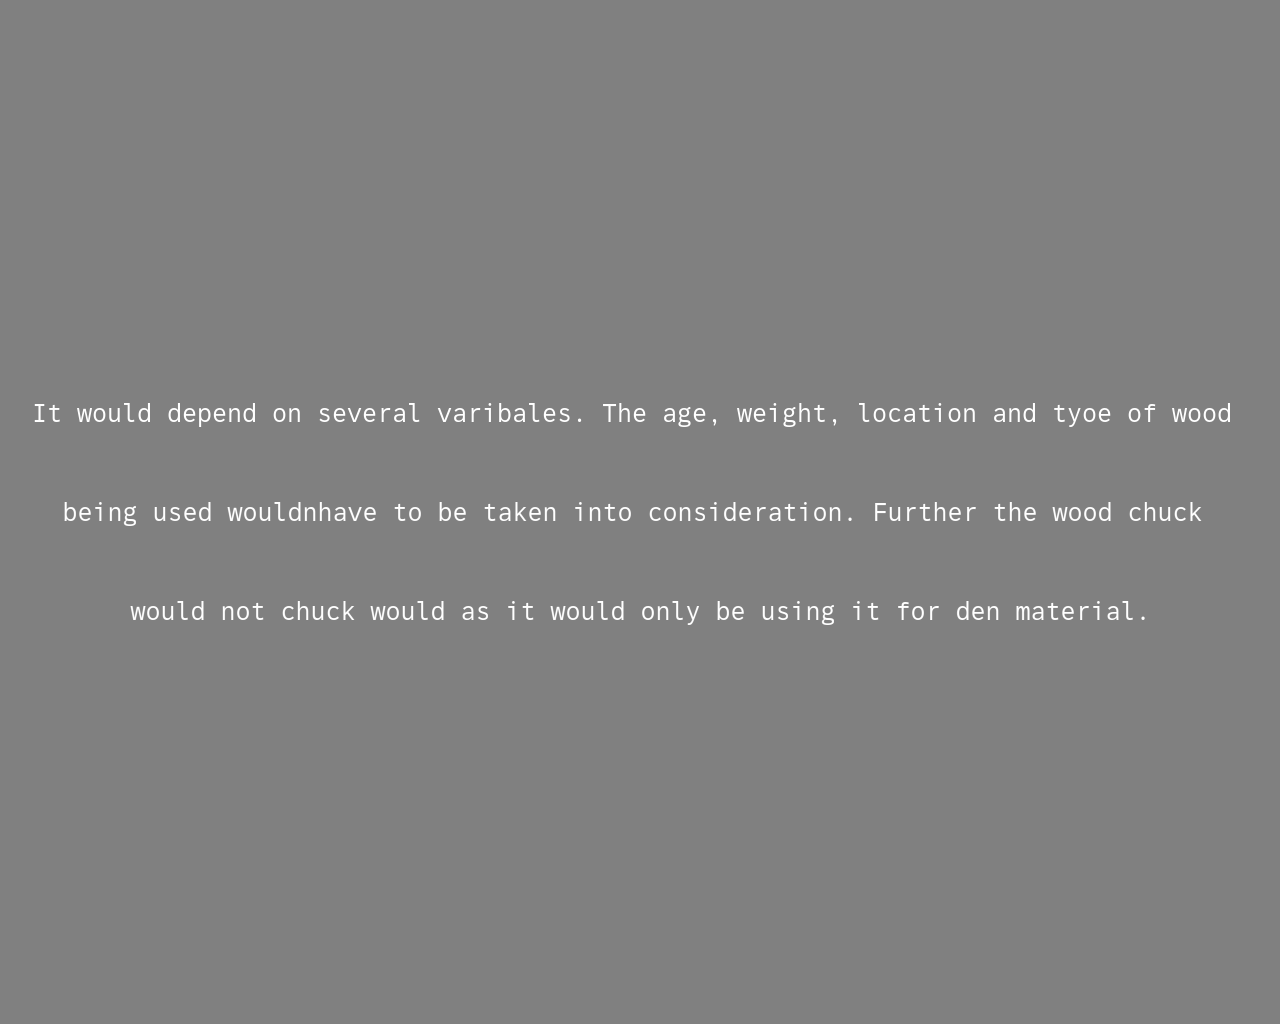 It would depend on several varibales. The age, weight, location and tyoe of wood
being used wouldnhave to be taken into consideration. Further the wood chuck
would not chuck would as it would only be using it for den material.